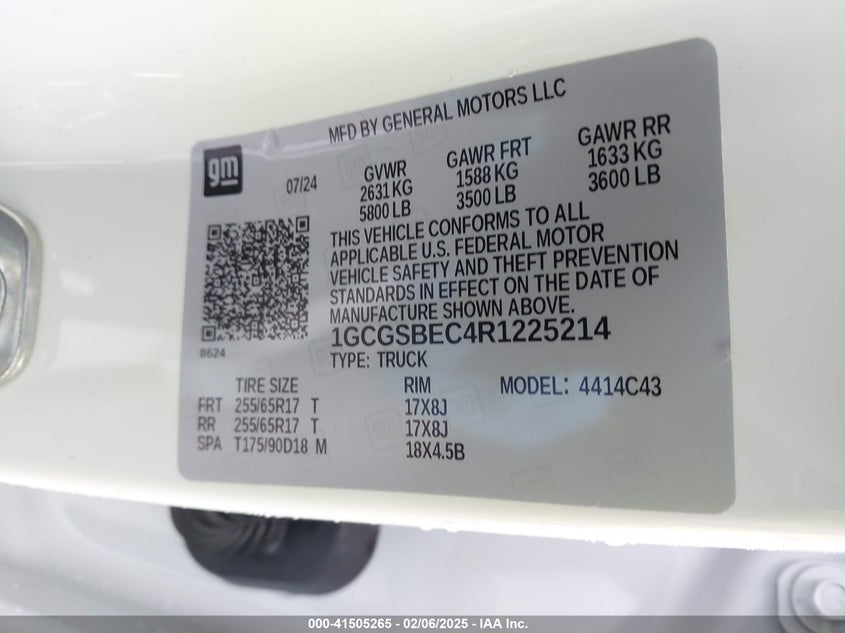 MFD BY GENERAL MOTORS LLC
gm
07/24
GVWR GAWR FRT GAWR RR
2631 KG 1588 KG 1633 KG
5800 LB 3500 LB 3600 LB
THIS VEHICLE CONFORMS TO ALL
APPLICABLE U.S. FEDERAL MOTOR
VEHICLE SAFETY AND THEFT PREVENTION
STANDARDS IN EFFECT ON THE DATE OF
MANUFACTURE SHOWN ABOVE.
8624
1GCGSBEC4R1225214
TYPE: TRUCK
TIRE SIZE RIM MODEL: 4414C43
FRT 255/65R17 T 17X8J
RR 255/65R17 T 17X8J
SPA T175/90D18 M 18X4.5B
000-41505265 - 02/06/2025 - IAA Inc.